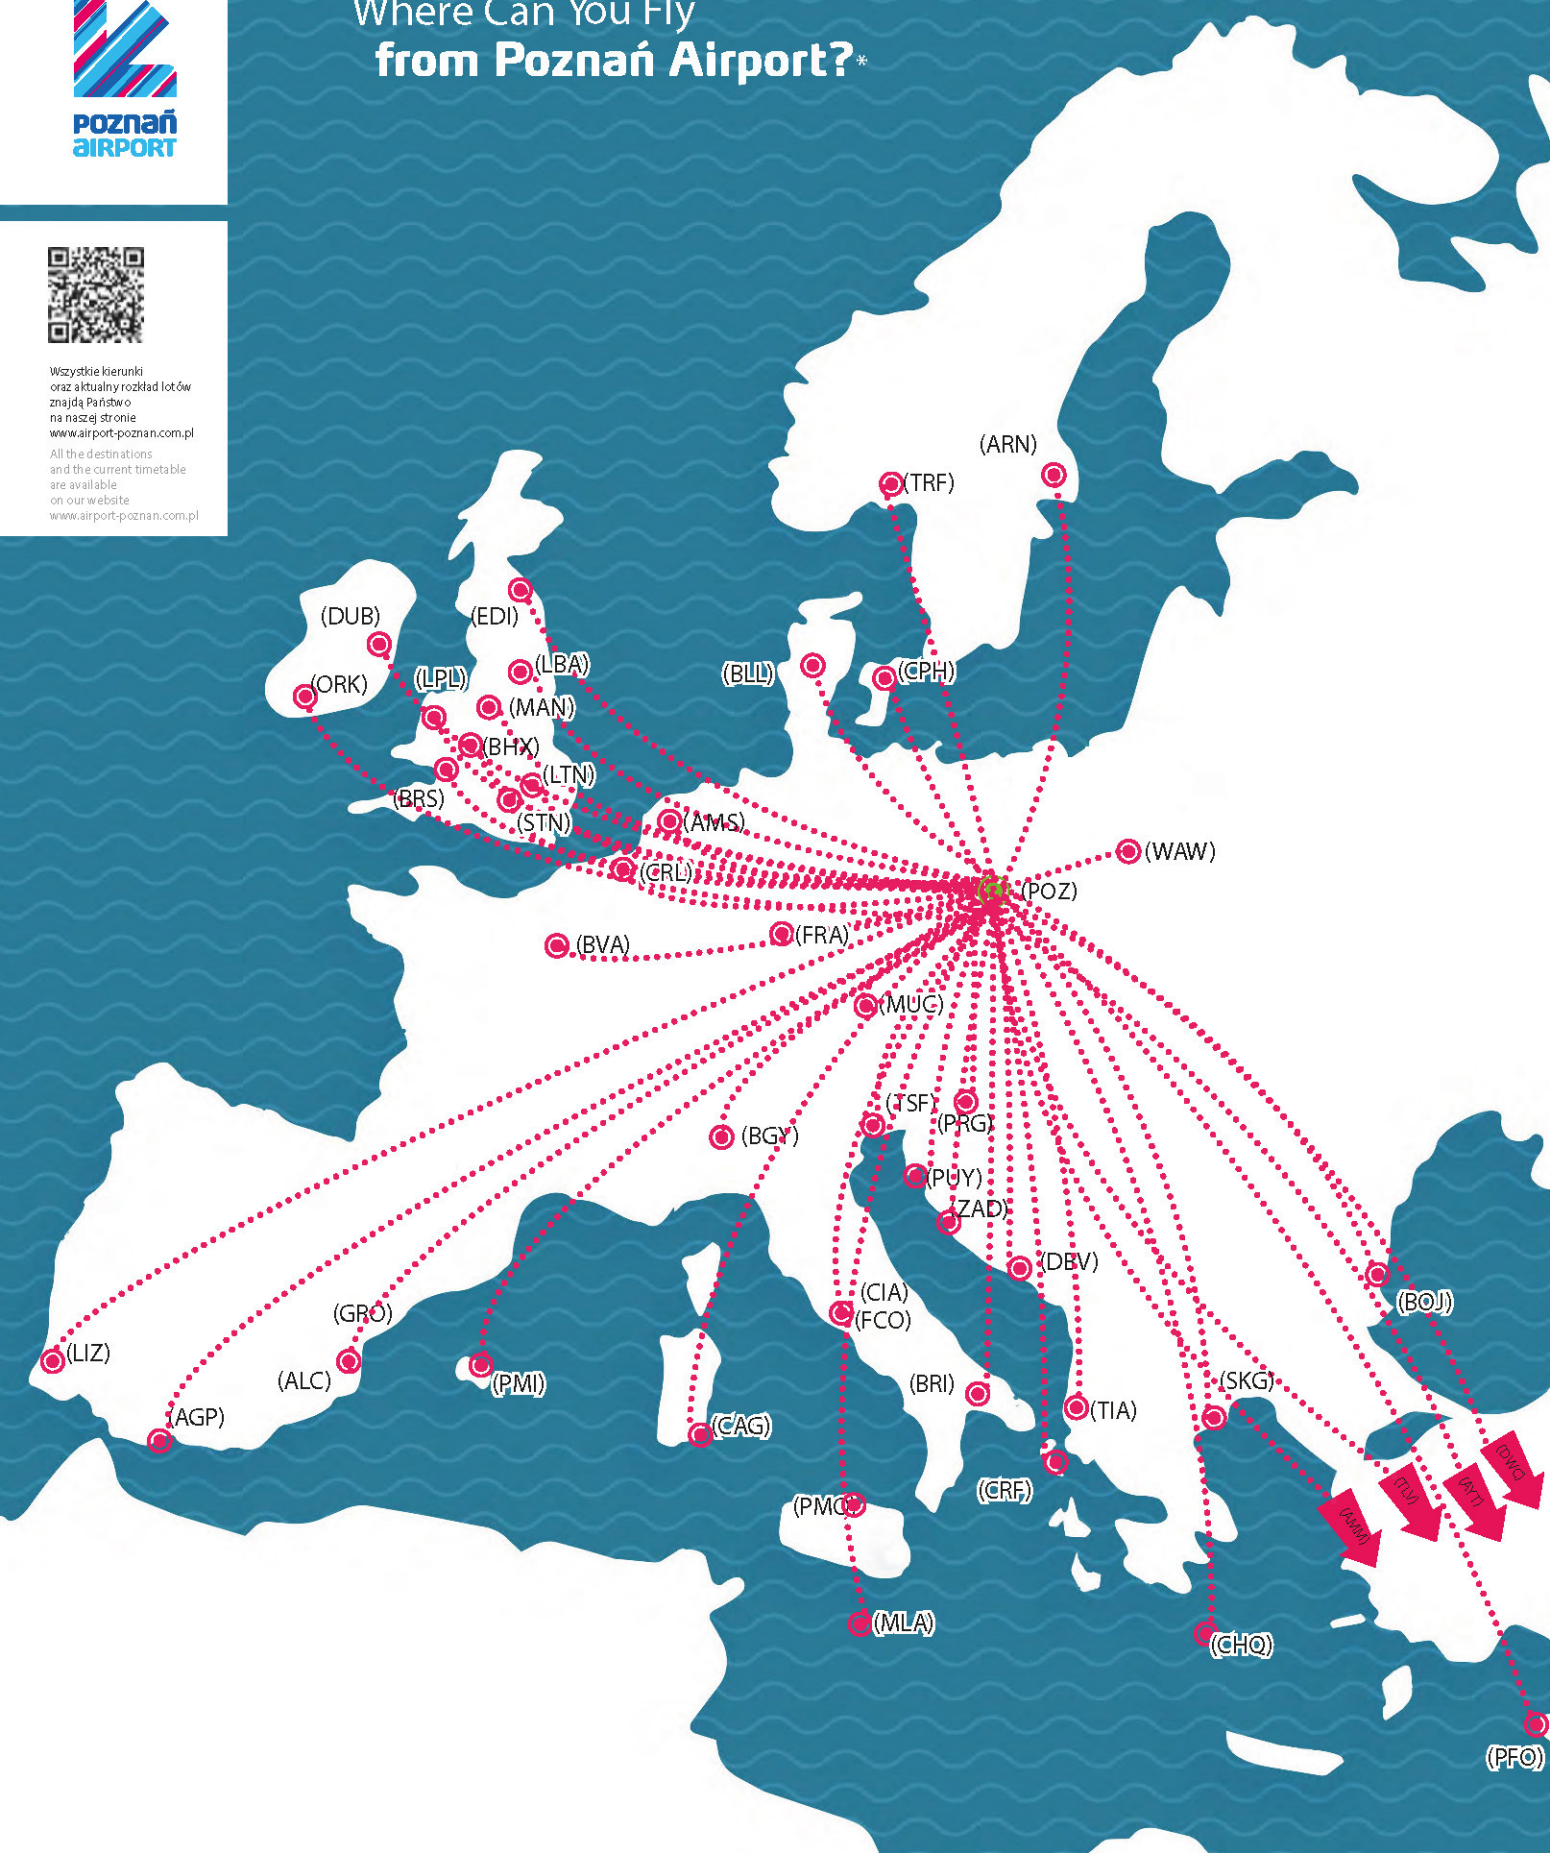 Where Can You Fly
from Poznań Airport?*
POZNAŃ
AIRPORT
Wszystkie kierunki
oraz aktualny rozkład lotów
znajdą Państwo
na naszej stronie
www.airport-poznan.com.pl
All the destinations
and the current timetable
are available
on our website
www.airport-poznan.com.pl
(ARN)
(TRF)
(DUB)
(EDI)
(LBA)
(BLL)
(CPH)
(LPL)
(ORK)
(MAN)
(BHX)
(LTN)
(BRS)
(STN)
(AMS)
(WAW)
(CRL)
(POZ)
(FRA)
(BVA)
(MUC)
(TSF)
(PRG)
(BGY)
(PUY)
(ZAD)
(DBV)
(CIA)
(BOJ)
(GRO)
(FCO)
(LIZ)
(ALC)
(PMI)
(BRI)
(SKG)
(TIA)
(AGP)
(CAG)
(DWC)
(CRF)
(TLV)
(AYT)
(PMO)
(AMM)
(MLA)
(CHQ)
(PFO)